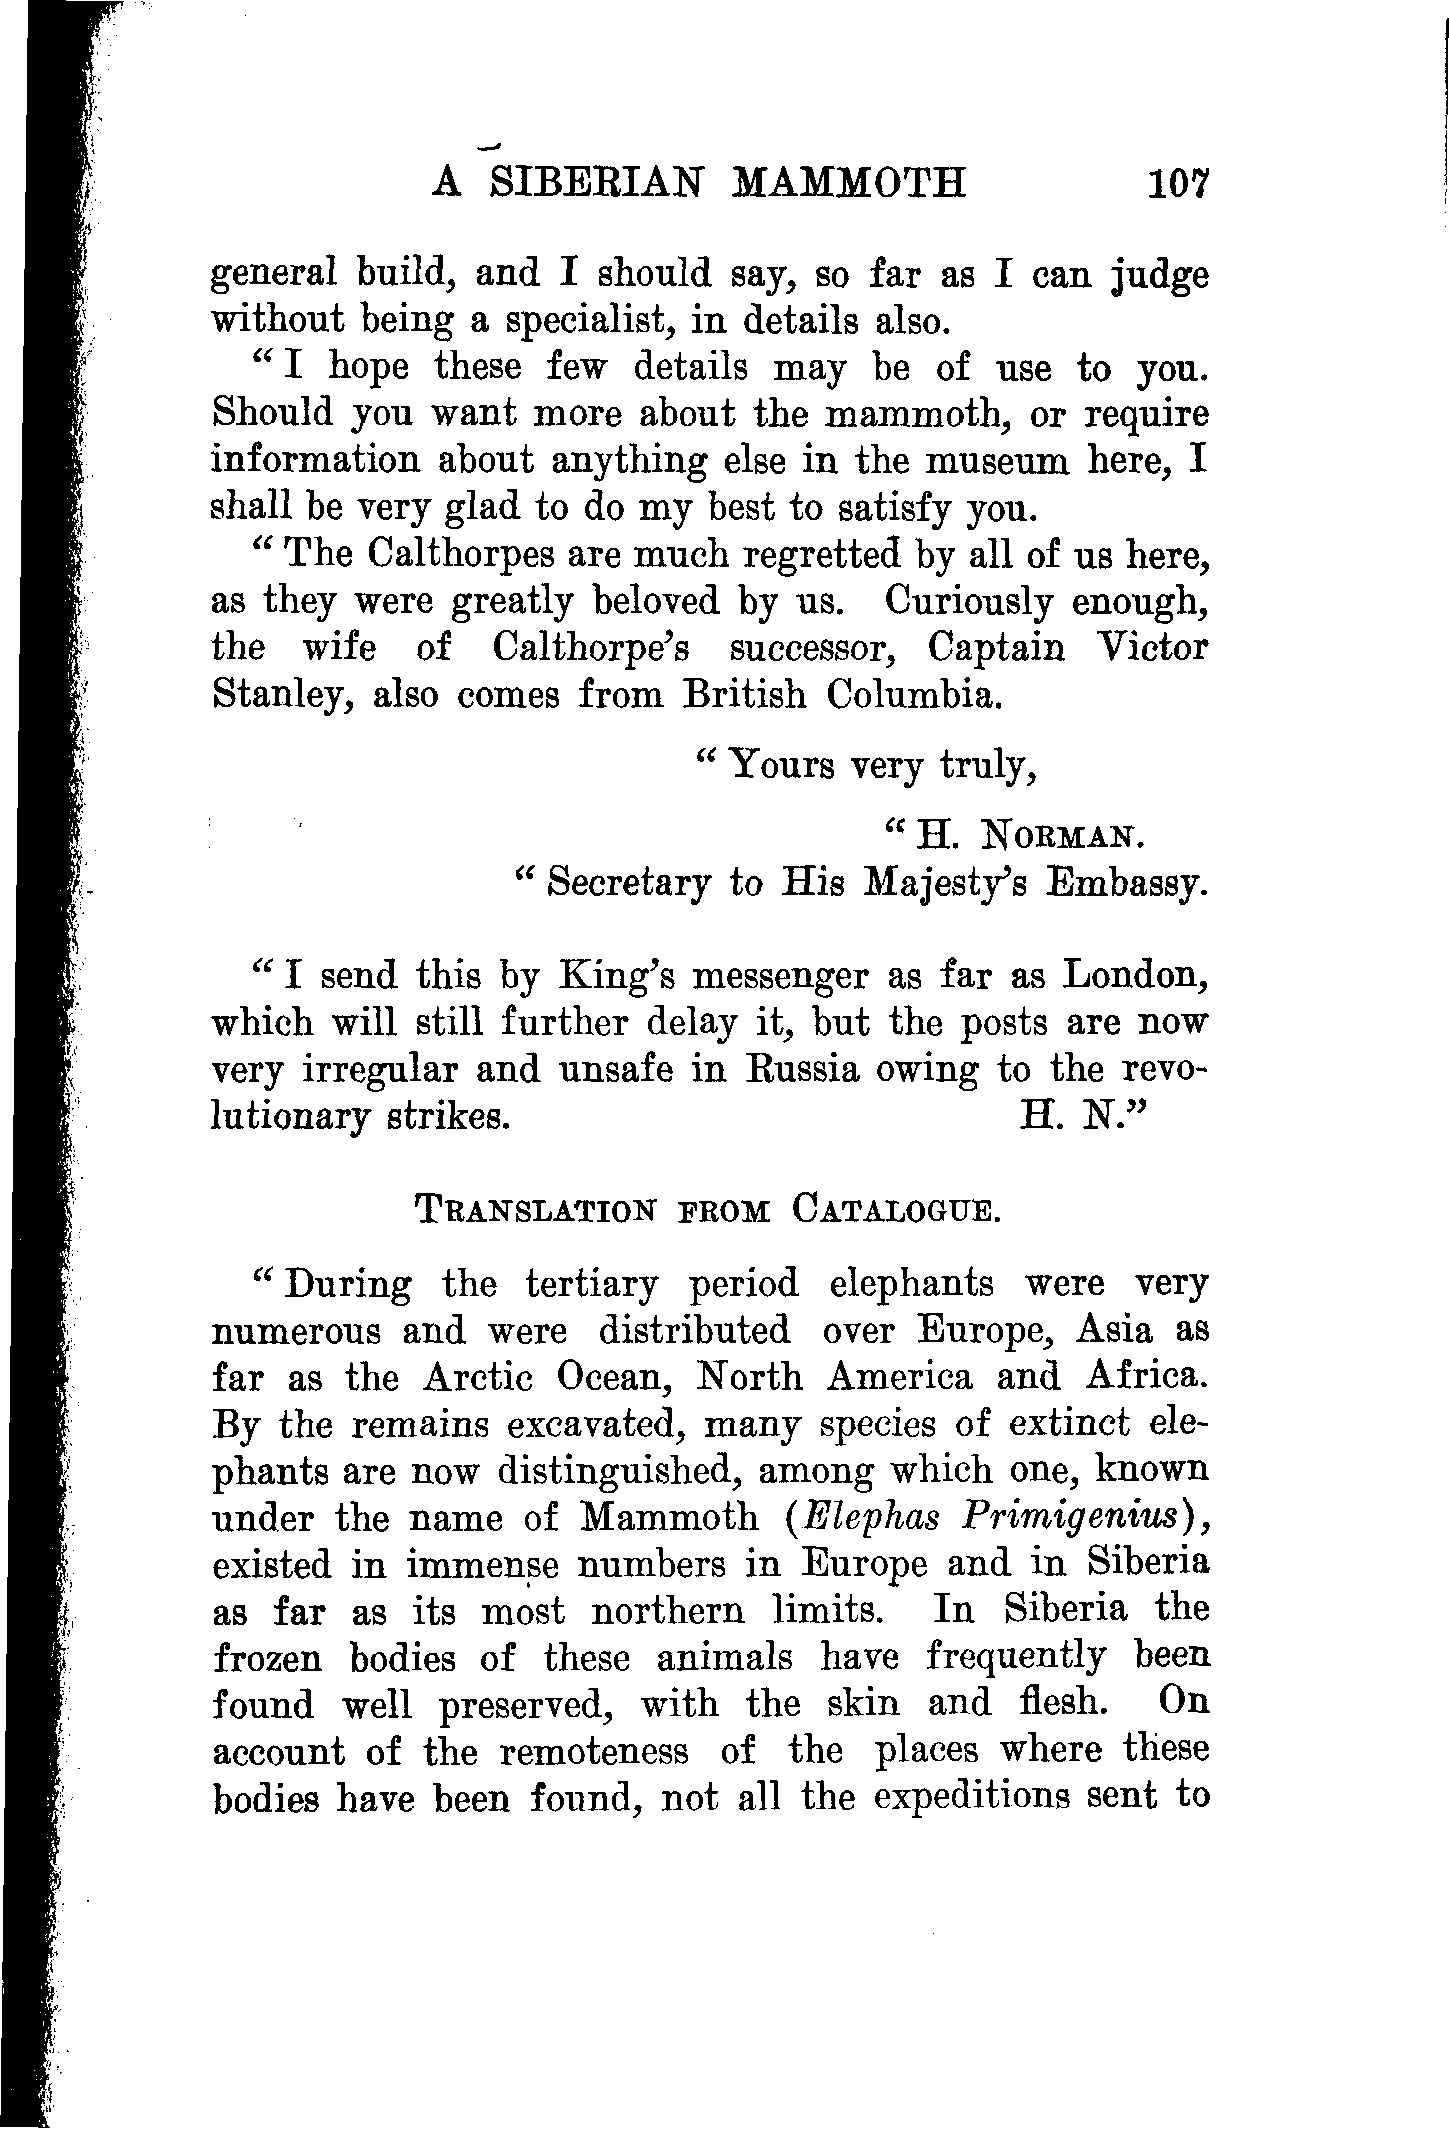 A SIBERIAN MAMMOTH 107
general build, and I should say, so far as I can judge
without being a specialist, in details also.
“ I hope these few details may be of use to you.
Should you want more about the mammoth, or require
information about anything else in the museum here, I
shall be very glad to do my best to satisfy you.
“ The Calthorpes are much regretted by all of us here,
as they were greatly beloved by us. Curiously enough,
the wife of Calthorpe’s successor, Captain Victor
Stanley, also comes from British Columbia.
“ Yours very truly,
“ H. NORMAN.
“ Secretary to His Majesty’s Embassy.
“ I send this by King’s messenger as far as London,
which will still further delay it, but the posts are now
very irregular and unsafe in Russia owing to the revo-
lutionary strikes. H. N.”
TRANSLATION FROM CATALOGUE.
“ During the tertiary period elephants were very
numerous and were distributed over Europe, Asia as
far as the Arctic Ocean, North America and Africa.
By the remains excavated, many species of extinct ele-
phants are now distinguished, among which one, known
under the name of Mammoth (Elephas Primigenius),
existed in immense numbers in Europe and in Siberia
as far as its most northern limits. In Siberia the
frozen bodies of these animals have frequently been
found well preserved, with the skin and flesh. On
account of the remoteness of the places where these
bodies have been found, not all the expeditions sent to